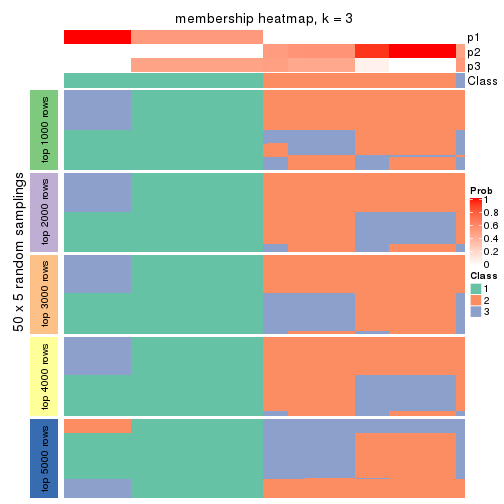 membership heatmap, k = 3
p1
p2
p3
Class
50 x 5 random samplings
top 1000 rows
top 2000 rows
top 3000 rows
top 4000 rows
top 5000 rows
Prob
1
0.8
0.6
0.4
0.2
0
Class
1
2
3